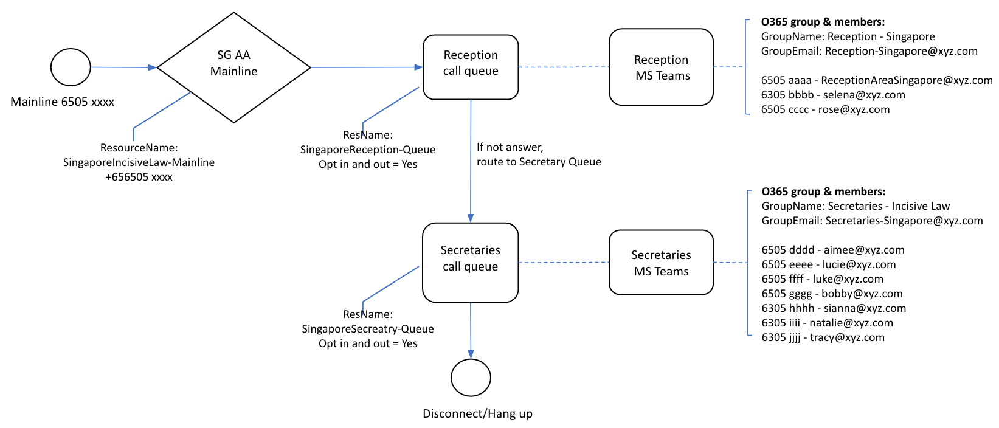 Mainline 6505 xxxx
SG AA
Mainline
ResourceName:
SingaporeIncisiveLaw-Mainline
+656505 xxxx
Reception
call queue
ResName:
SingaporeReception-Queue
Opt in and out = Yes
If not answer,
route to Secretary Queue
Reception
MS Teams
O365 group & members:
GroupName: Reception - Singapore
GroupEmail: Reception-Singapore@xyz.com
6505 aaaa - ReceptionAreaSingapore@xyz.com
6305 bbbb - selena@xyz.com
6505 cccc - rose@xyz.com
Secretaries
call queue
ResName:
SingaporeSecreatry-Queue
Opt in and out = Yes
Secretaries
MS Teams
O365 group & members:
GroupName: Secretaries - Incisive Law
GroupEmail: Secretaries-Singapore@xyz.com
6505 dddd - aimee@xyz.com
6505 eeee - lucie@xyz.com
6505 ffff - luke@xyz.com
6505 gggg - bobby@xyz.com
6305 hhhh - sianna@xyz.com
6305 iiii - natalie@xyz.com
6305 jjjj - tracy@xyz.com
Disconnect/Hang up